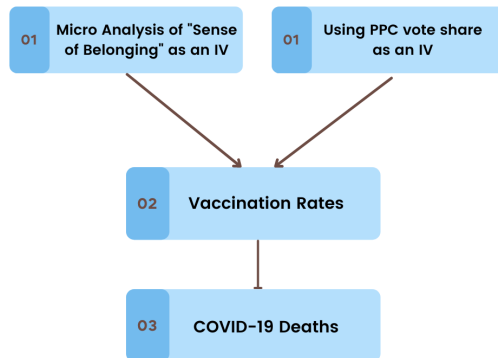 01
Micro Analysis of "Sense
of Belonging" as an IV
01
Using PPC vote share
as an IV
02
Vaccination Rates
03
COVID-19 Deaths